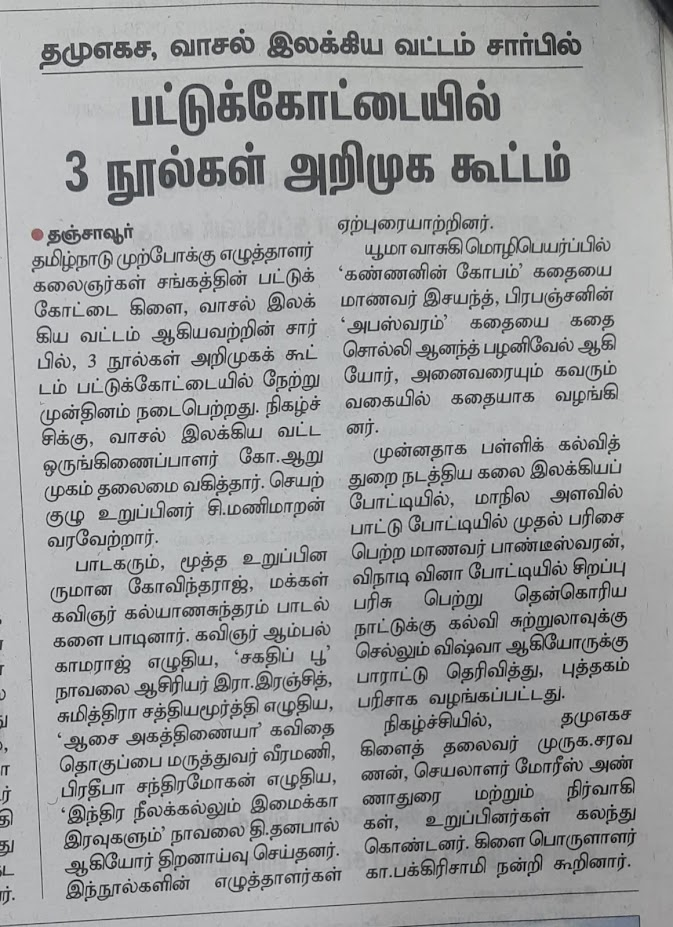 தமுஎகச, வாசல் இலக்கிய வட்டம் சார்பில்
பட்டுக்கோட்டையில்
3 நூல்கள் அறிமுக கூட்டம்
● தஞ்சாவூர்
தமிழ்நாடு முற்போக்கு எழுத்தாளர்
கலைஞர்கள் சங்கத்தின் பட்டுக்
கோட்டை கிளை, வாசல் இலக்
கிய வட்டம் ஆகியவற்றின் சார்
பில், 3 நூல்கள் அறிமுகக் கூட்
டம் பட்டுக்கோட்டையில் நேற்று
முன்தினம் நடைபெற்றது. நிகழ்ச்
சிக்கு, வாசல் இலக்கிய வட்ட
ஒருங்கிணைப்பாளர் கோ.ஆறு
முகம் தலைமை வகித்தார். செயற்
குழு உறுப்பினர் சி.மணிமாறன்
வரவேற்றார்.
பாடகரும், மூத்த உறுப்பின
ருமான கோவிந்தராஜ், மக்கள்
கவிஞர் கல்யாணசுந்தரம் பாடல்
களை பாடினார். கவிஞர் ஆம்பல்
காமராஜ் எழுதிய, ‘சகதிப் பூ’
நாவலை ஆசிரியர் இரா.இரஞ்சித்,
சுமித்திரா சத்தியமூர்த்தி எழுதிய,
‘ஆசை அகத்திணையா’ கவிதை
தொகுப்பை மருத்துவர் வீரமணி,
பிரதீபா சந்திரமோகன் எழுதிய,
‘இந்திர நீலக்கல்லும் இமைக்கா
இரவுகளும்’ நாவலை தி.தனபால்
ஆகியோர் திறனாய்வு செய்தனர்.
இந்நூல்களின் எழுத்தாளர்கள்
ஏற்புரையாற்றினர்.
யூமா வாசுகி மொழிபெயர்ப்பில்
‘கண்ணனின் கோபம்’ கதையை
மாணவர் இசயந்த், பிரபஞ்சனின்
‘அபஸ்வரம்’ கதையை கதை
சொல்லி ஆனந்த் பழனிவேல் ஆகி
யோர், அனைவரையும் கவரும்
வகையில் கதையாக வழங்கி
னர்.
முன்னதாக பள்ளிக் கல்வித்
துறை நடத்திய கலை இலக்கியப்
போட்டியில், மாநில அளவில்
பாட்டு போட்டியில் முதல் பரிசை
பெற்ற மாணவர் பாண்டீஸ்வரன்,
விநாடி வினா போட்டியில் சிறப்பு
பரிசு பெற்று தென்கொரிய
நாட்டுக்கு கல்வி சுற்றுலாவுக்கு
செல்லும் விஷ்வா ஆகியோருக்கு
பாராட்டு தெரிவித்து, புத்தகம்
பரிசாக வழங்கப்பட்டது.
நிகழ்ச்சியில், தமுஎகச
கிளைத் தலைவர் முருக.சரவ
ணன், செயலாளர் மோரீஸ் அண்
ணாதுரை மற்றும் நிர்வாகி
கள், உறுப்பினர்கள் கலந்து
கொண்டனர். கிளை பொருளாளர்
கா.பக்கிரிசாமி நன்றி கூறினார்.